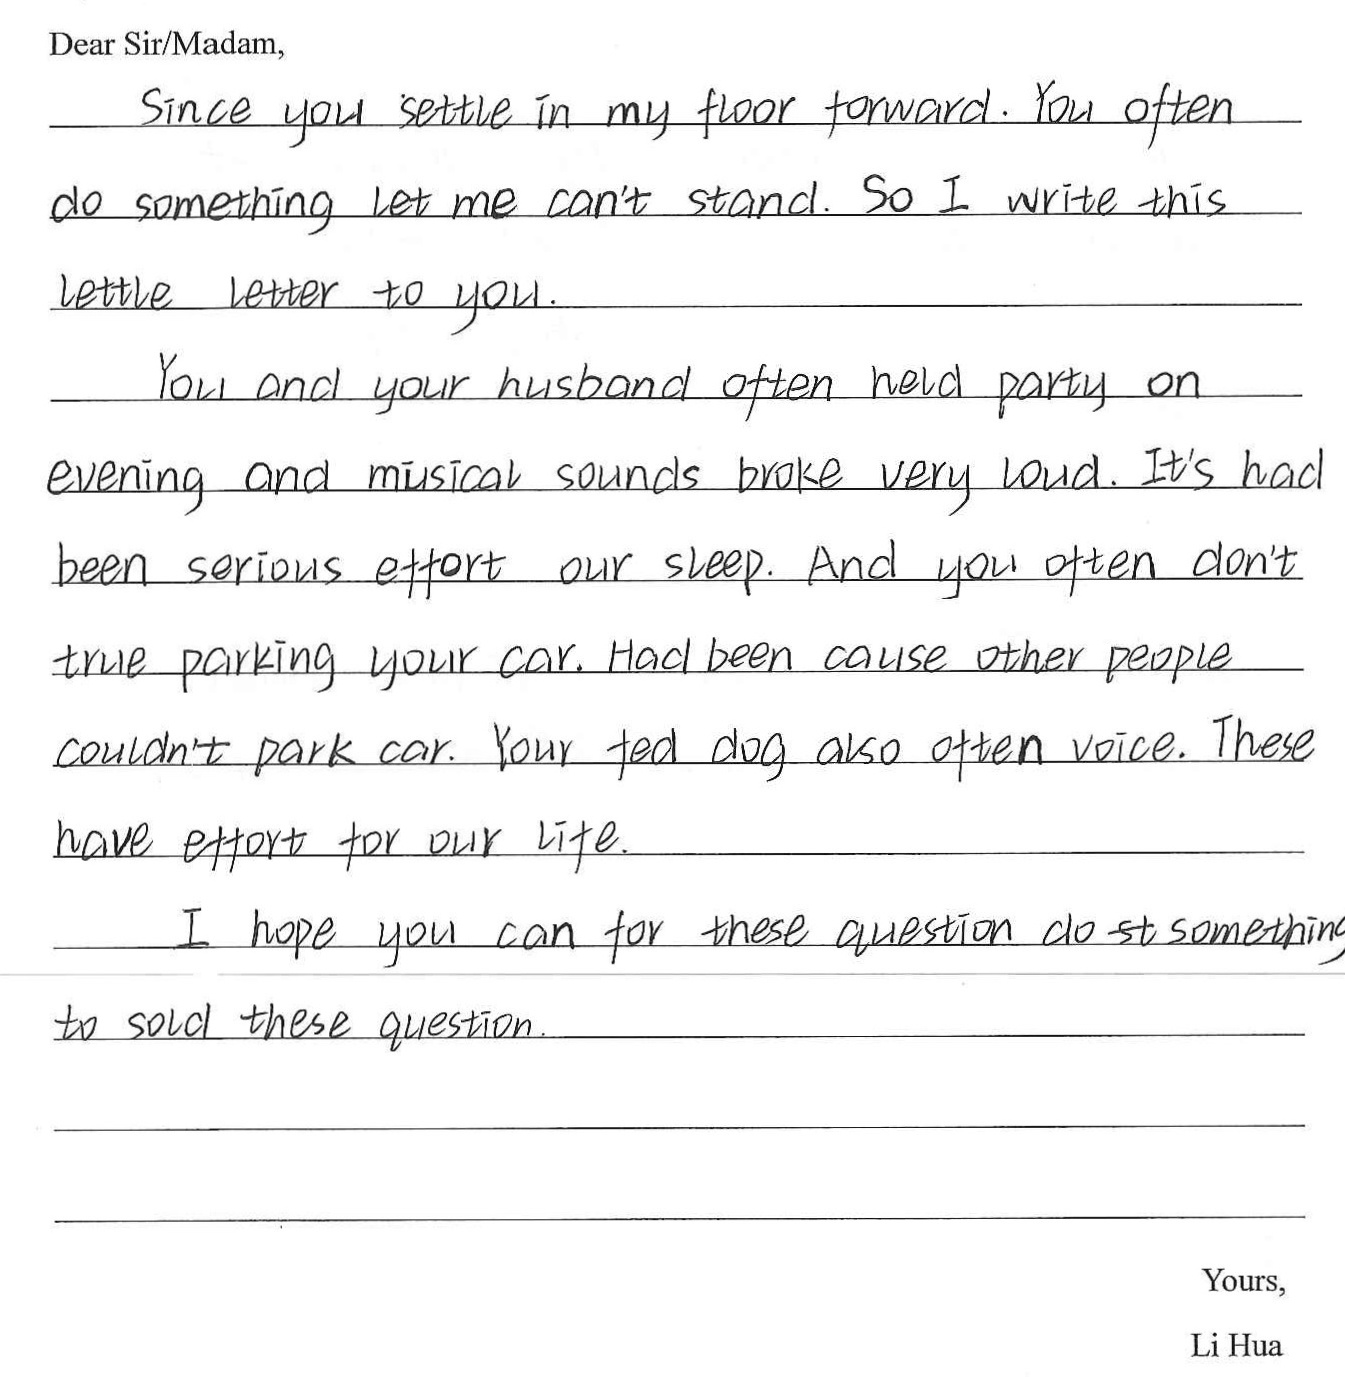 Dear Sir/Madam,
Since you settle in my floor forward. You often
do something let me can't stand. So I write this
lettle letter to you.
You and your husband often held party on
evening and musical sounds broke very loud. It's had
been serious effort our sleep. And you often don't
true parking your car. Had been cause other people
couldn't park car. Your fed dog also often voice. These
have effort for our life.
I hope you can for these question do st something
to sold these question.
Yours,
Li Hua